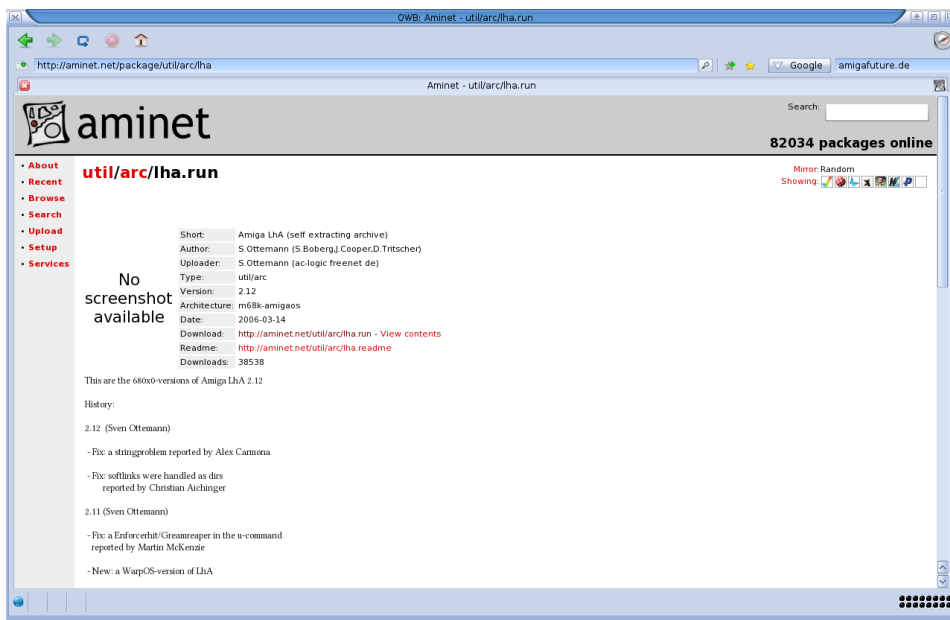 OWB: Aminet - util/arc/lha.run
http://aminet.net/package/util/arc/lha
Google
amigafuture.de
Aminet - util/arc/lha.run
aminet
Search:
82034 packages online
• About
• Recent
• Browse
• Search
• Upload
• Setup
• Services
util/arc/lha.run
Mirror: Random
Showing:
No
screenshot
available
Short: Amiga LhA (self extracting archive)
Author: S.Ottemann (S.Boberg,J.Cooper,D.Tritscher)
Uploader: S.Ottemann (ac-logic freenet de)
Type: util/arc
Version: 2.12
Architecture: m68k-amigaos
Date: 2006-03-14
Download: http://aminet.net/util/arc/lha.run - View contents
Readme: http://aminet.net/util/arc/lha.readme
Downloads: 38538
This are the 680x0-versions of Amiga LhA 2.12
History:
2.12 (Sven Ottemann)
- Fix: a stringproblem reported by Alex Carmona
- Fix: softlinks were handled as dirs
reported by Christian Aichinger
2.11 (Sven Ottemann)
- Fix: a Enforcerhit/Greamreaper in the u-command
reported by Martin McKenzie
- New: a WarpOS-version of LhA